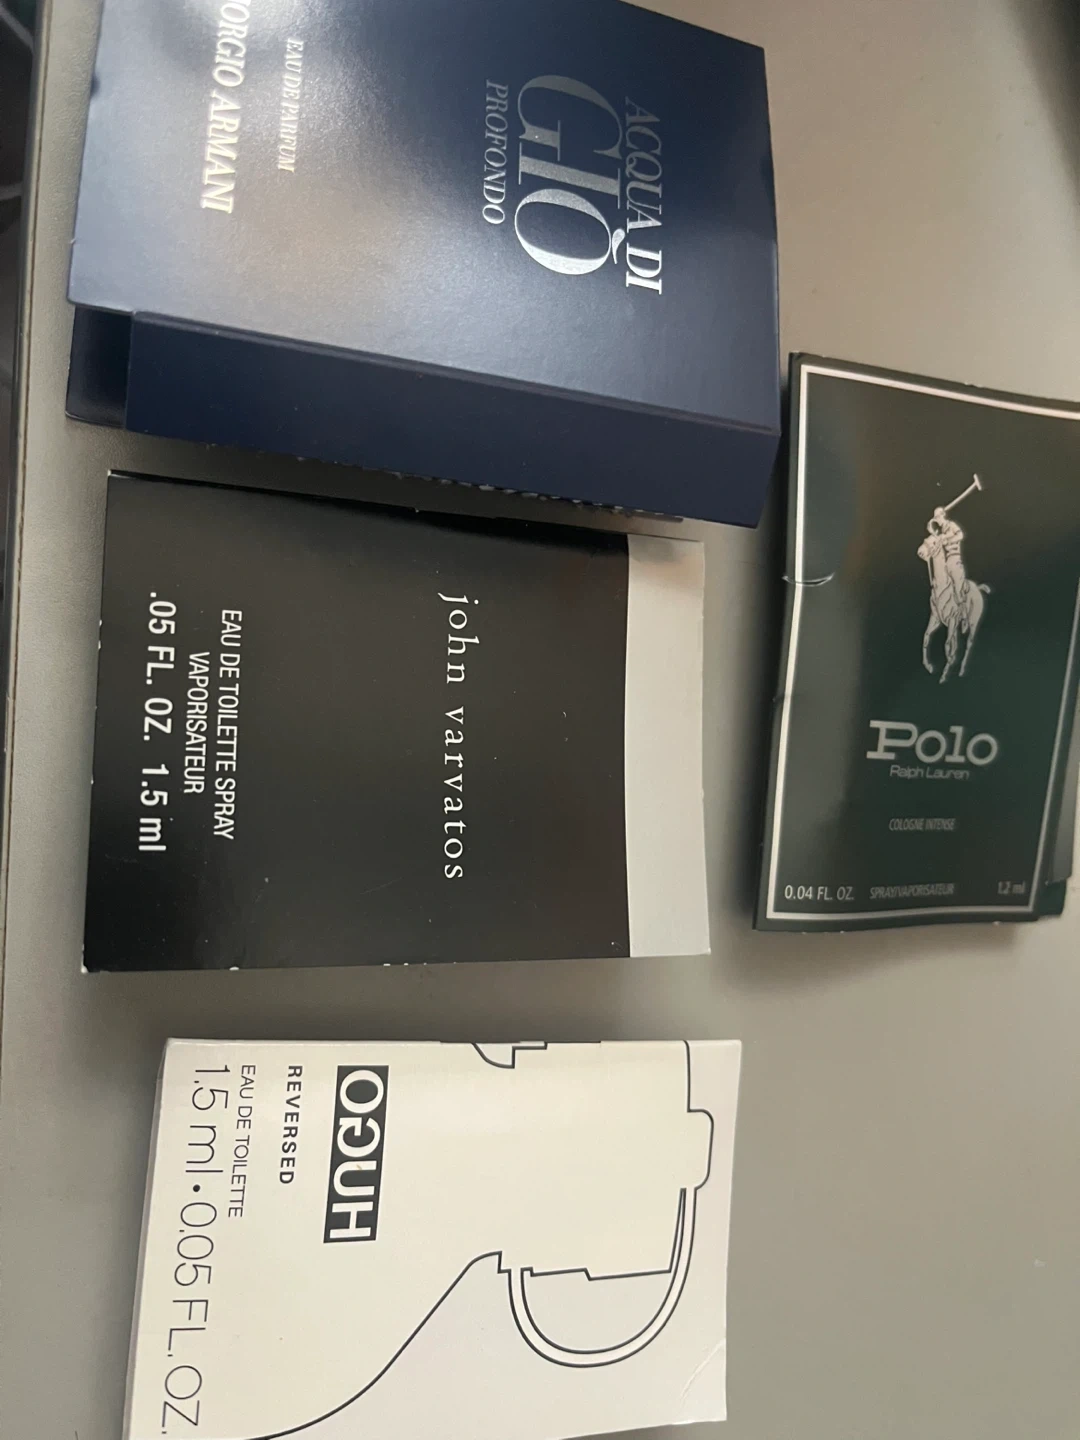 ACQUA DI
GIÒ
PROFONDO
EAU DE PARFUM
GIORGIO ARMANI
john varvatos
EAU DE TOILETTE SPRAY
VAPORISATEUR
.05 FL. OZ. 1.5 ml
Polo
Ralph Lauren
COLOGNE INTENSE
0.04 FL. OZ. SPRAY/VAPORISATEUR 1.2 ml
HUGO
REVERSED
EAU DE TOILETTE
1,5 ml • 0.05 FL. OZ.